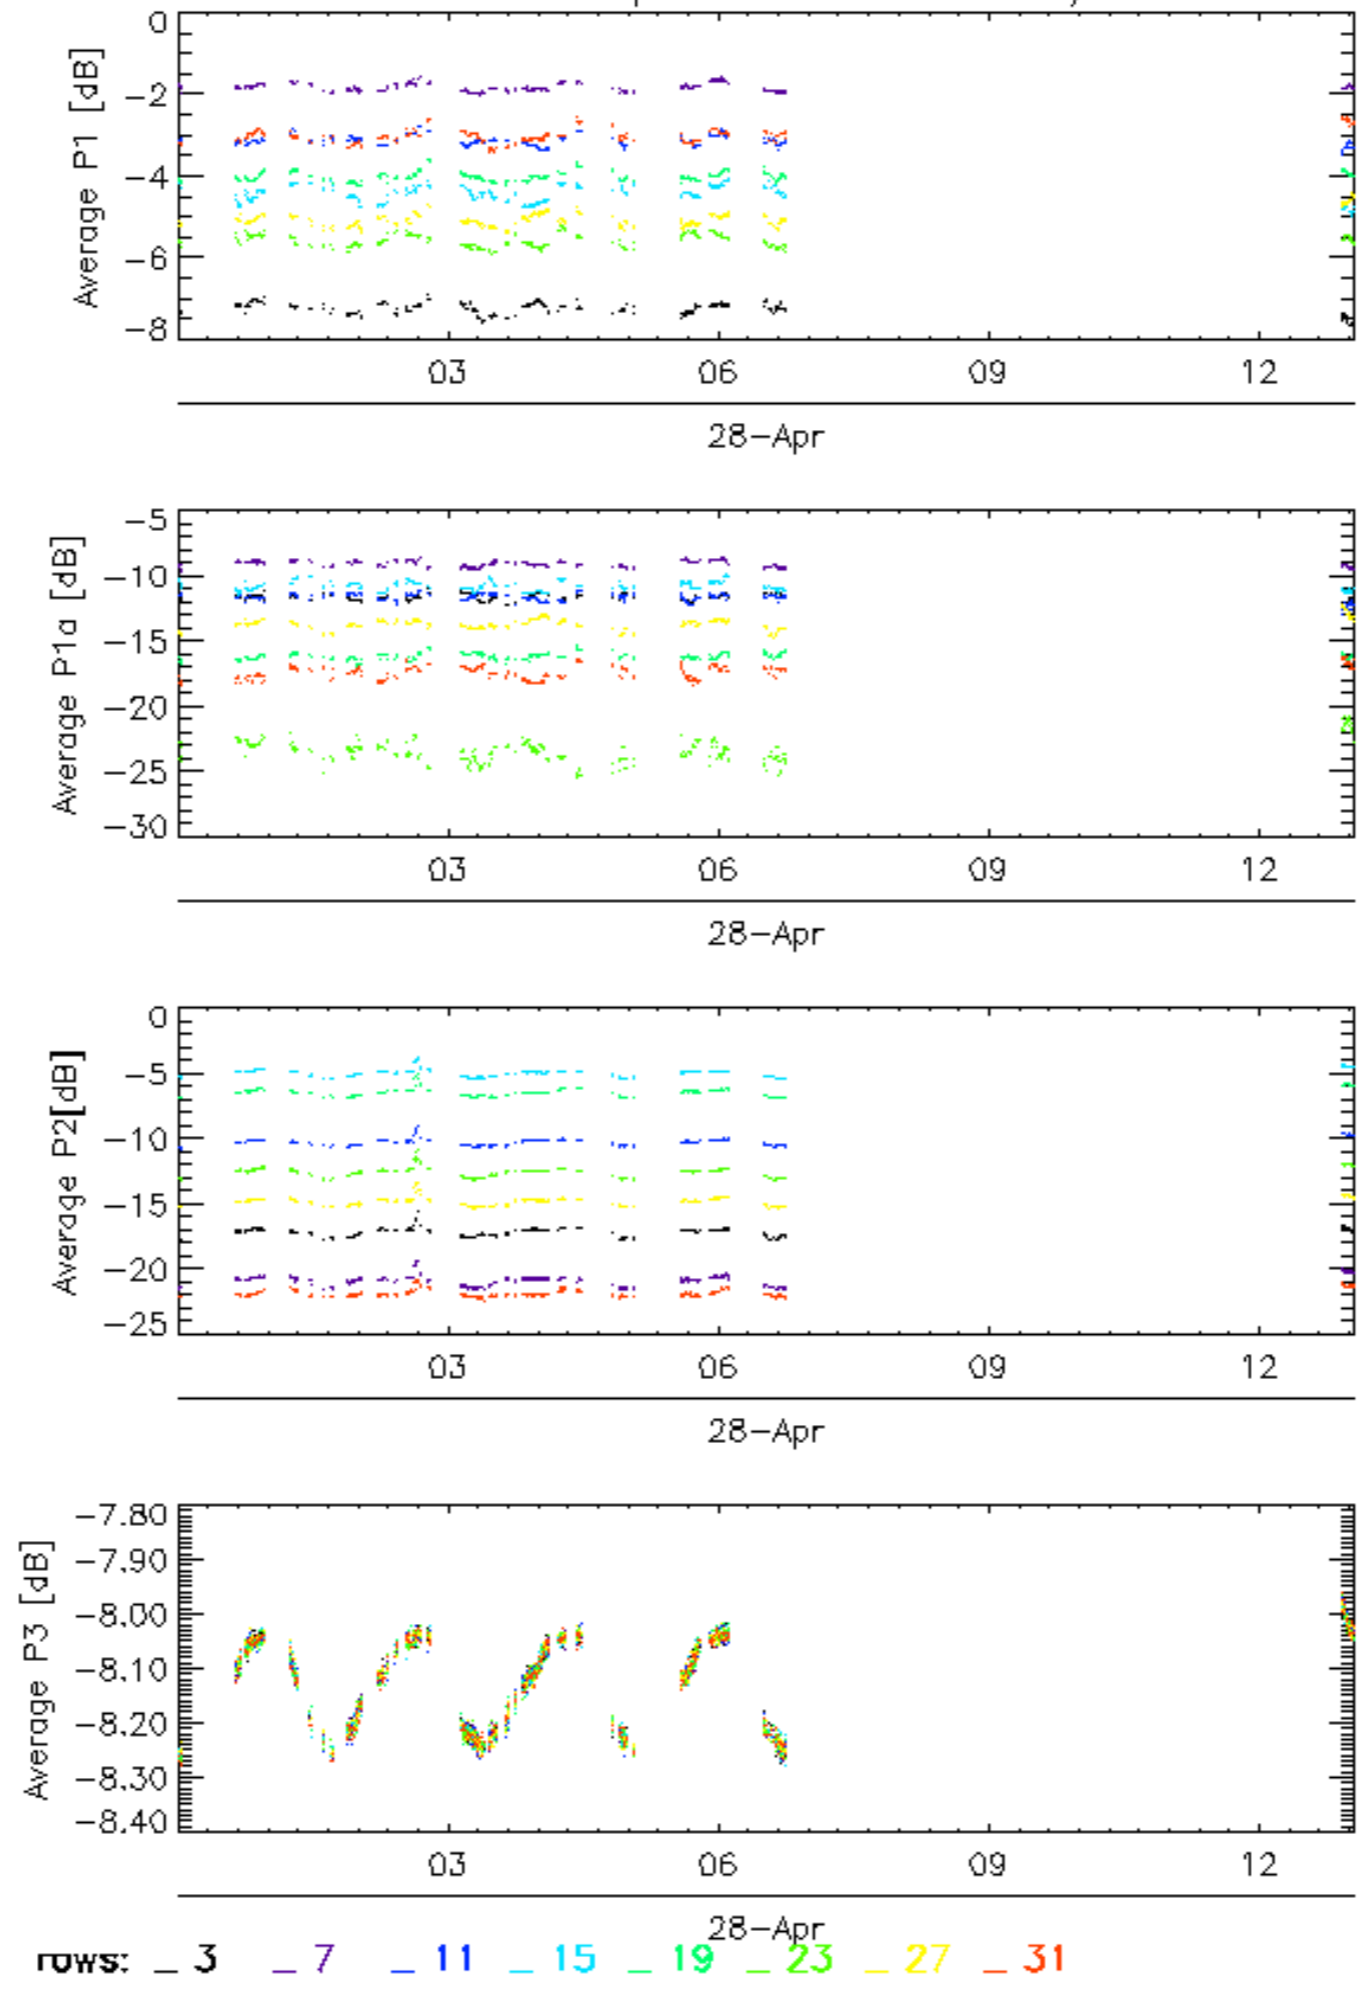 0
−2
−4
−6
−8
Average P1 [dB]
03 06 09 12
28−Apr
−5
−10
−15
−20
−25
−30
Average P1a [dB]
03 06 09 12
28−Apr
0
−5
−10
−15
−20
−25
Average P2[dB]
03 06 09 12
28−Apr
−7.80
−7.90
−8.00
−8.10
−8.20
−8.30
−8.40
Average P3 [dB]
03 06 09 12
28−Apr
rows: _ 3 _ 7 _ 11 _ 15 _ 19 _ 23 _ 27 _ 31